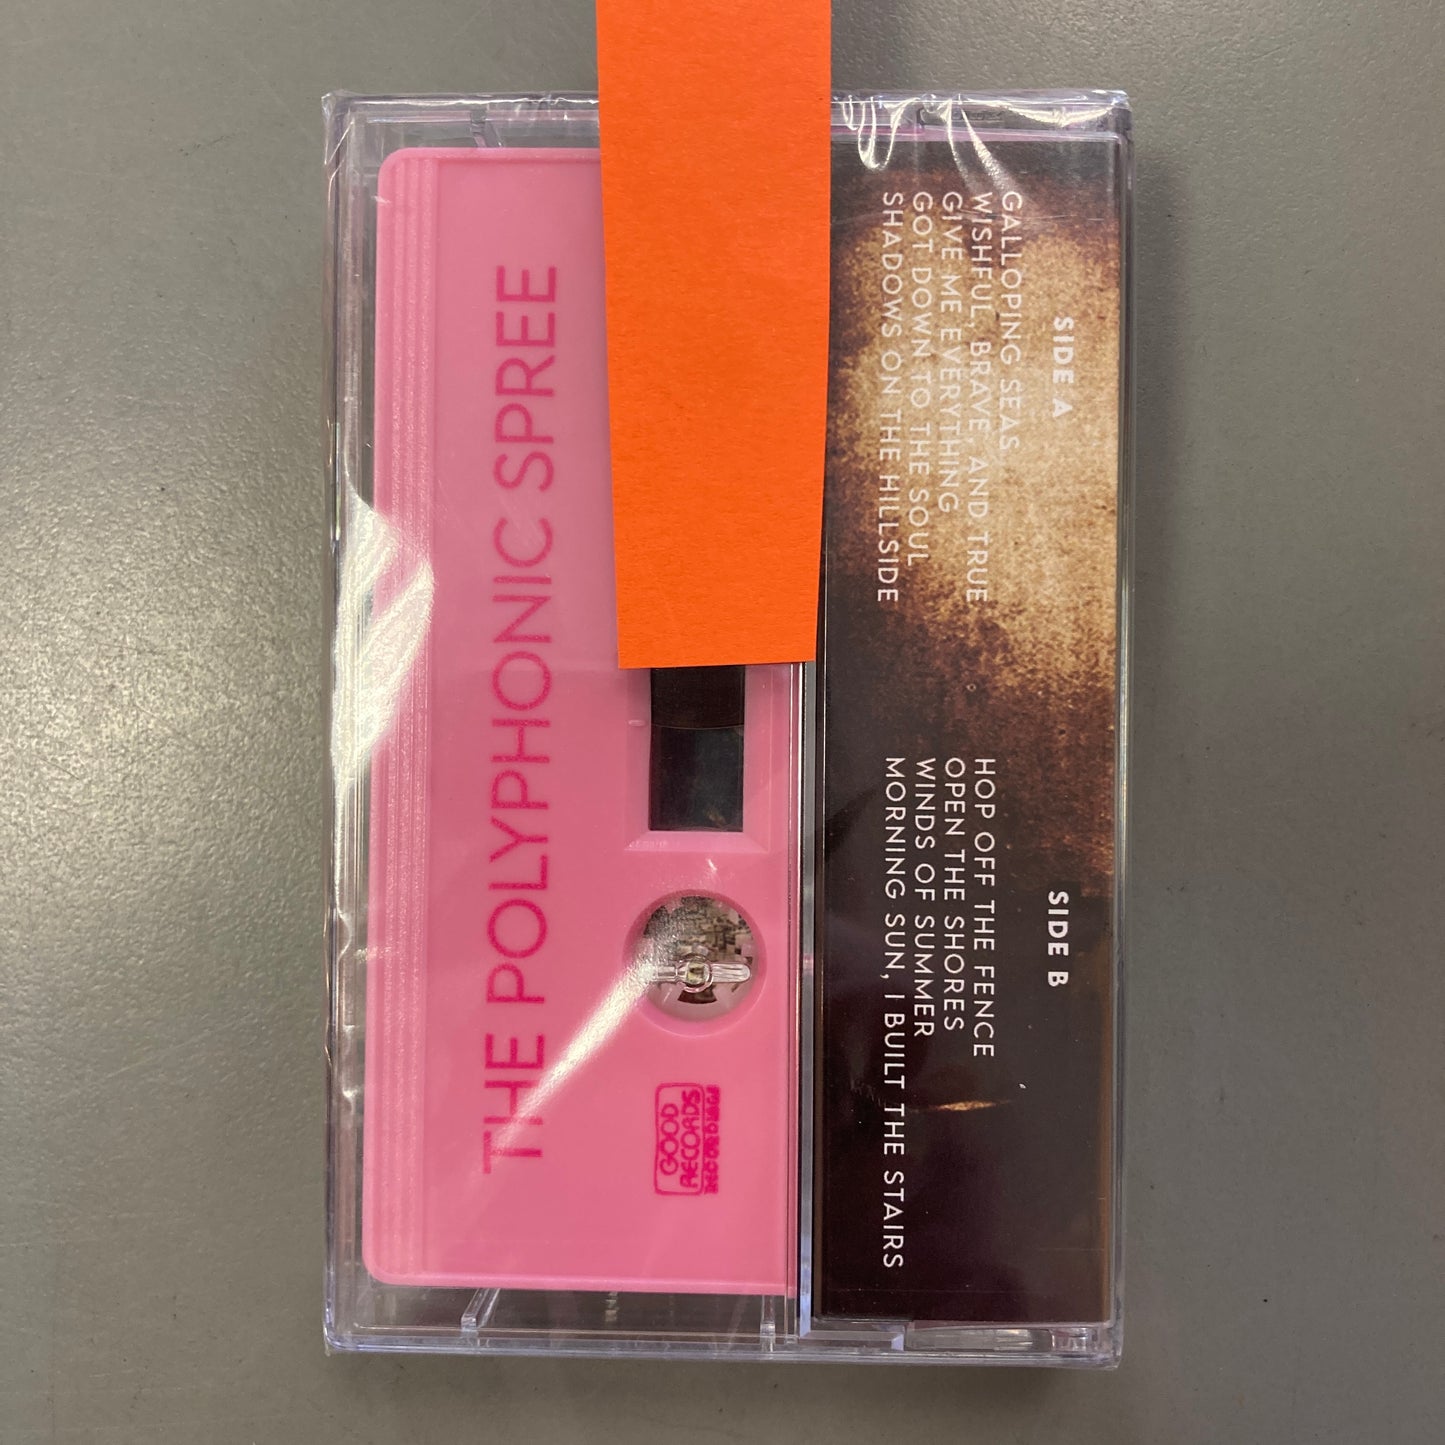 THE POLYPHONIC SPREE
GOOD
RECORDS
RECORDINGS
SIDE A
GALLOPING SEAS
WISHFUL, BRAVE, AND TRUE
GIVE ME EVERYTHING
GOT DOWN TO THE SOUL
SHADOWS ON THE HILLSIDE
SIDE B
HOP OFF THE FENCE
OPEN THE SHORES
WINDS OF SUMMER
MORNING SUN, I BUILT THE STAIRS